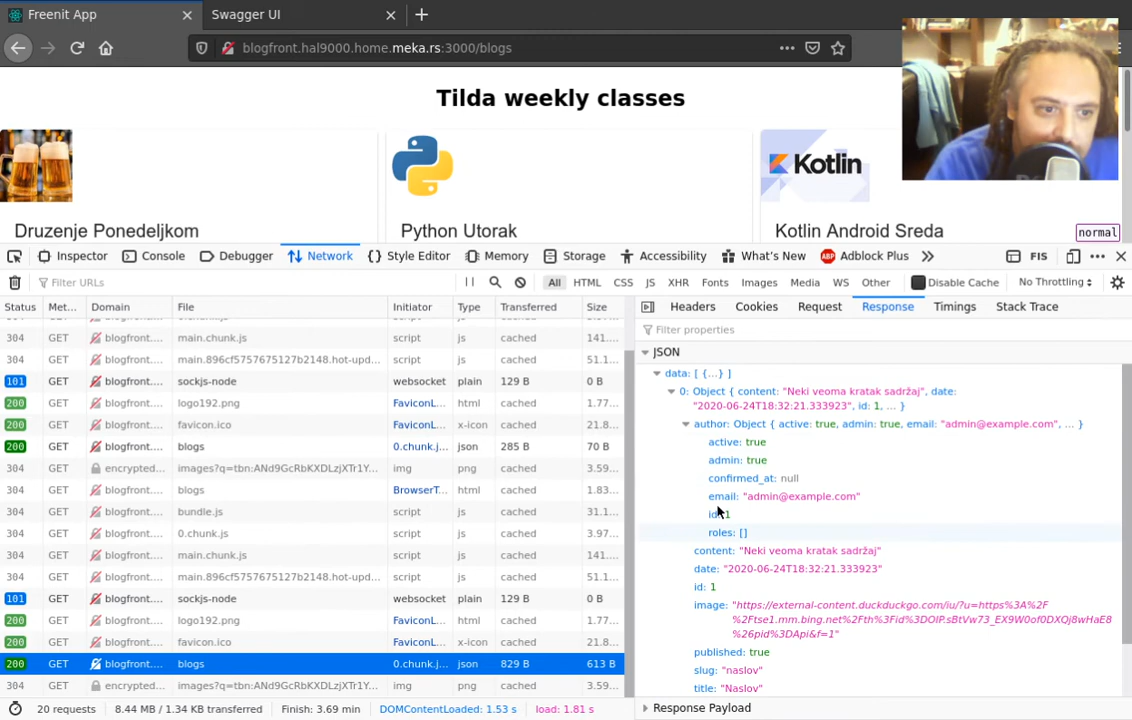 Freenit App
Swagger UI
blogfront.hal9000.home.meka.rs:3000/blogs
Tilda weekly classes
Kotlin
Druzenje Ponedeljkom
Python Utorak
Kotlin Android Sreda
normal
Inspector Console Debugger Network Style Editor Memory Storage Accessibility What's New ABP Adblock Plus FIS
Filter URLs
All HTML CSS JS XHR Fonts Images Media WS Other Disable Cache No Throttling
Status Met... Domain File Initiator Type Transferred Size
304 GET blogfront.... main.chunk.js script js cached 141....
304 GET blogfront.... main.896cf5757675127b2148.hot-upd... script js cached 51.1...
101 GET blogfront.... sockjs-node websocket plain 129 B 0 B
200 GET blogfront.... logo192.png FaviconL... html cached 1.77...
200 GET blogfront.... favicon.ico FaviconL... x-icon cached 21.8...
200 GET blogfront.... blogs 0.chunk.j... json 285 B 70 B
304 GET encrypted... images?q=tbn:ANd9GcRbKXDLzjXTr1Y... img png cached 3.59...
304 GET blogfront.... blogs BrowserT... html cached 1.83...
304 GET blogfront.... bundle.js script js cached 31.1...
304 GET blogfront.... 0.chunk.js script js cached 3.97...
304 GET blogfront.... main.chunk.js script js cached 141....
304 GET blogfront.... main.896cf5757675127b2148.hot-upd... script js cached 51.1...
101 GET blogfront.... sockjs-node websocket plain 129 B 0 B
200 GET blogfront.... logo192.png FaviconL... html cached 1.77...
200 GET blogfront.... favicon.ico FaviconL... x-icon cached 21.8...
200 GET blogfront.... blogs 0.chunk.j... json 829 B 613 B
304 GET encrypted... images?q=tbn:ANd9GcRbKXDLzjXTr1Y... img png cached 3.59...
20 requests 8.44 MB / 1.34 KB transferred Finish: 3.69 min DOMContentLoaded: 1.53 s load: 1.81 s
Headers Cookies Request Response Timings Stack Trace
Filter properties
JSON
data: [ {...} ]
0: Object { content: "Neki veoma kratak sadržaj", date:
"2020-06-24T18:32:21.333923", id: 1, ... }
author: Object { active: true, admin: true, email: "admin@example.com", ... }
active: true
admin: true
confirmed_at: null
email: "admin@example.com"
id: 1
roles: []
content: "Neki veoma kratak sadržaj"
date: "2020-06-24T18:32:21.333923"
id: 1
image: "https://external-content.duckduckgo.com/iu/?u=https%3A%2F
%2Ftse1.mm.bing.net%2Fth%3Fid%3DOIP.sBtVw73_EX9W0of0DXQj8wHaE8
%26pid%3DApi&f=1"
published: true
slug: "naslov"
title: "Naslov"
Response Payload